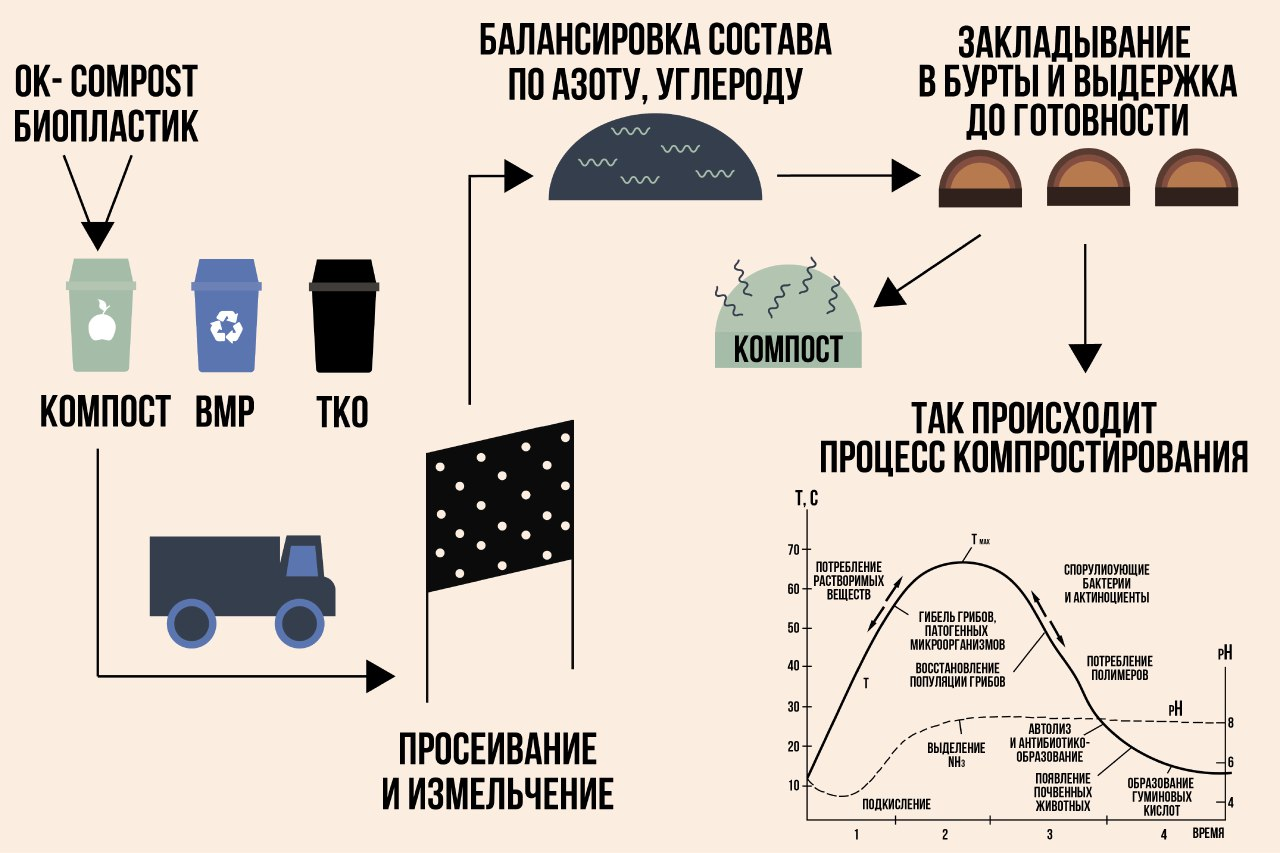 OK- COMPOST
БИОПЛАСТИК
КОМПОСТ
ВМР
ТКО
ПРОСЕИВАНИЕ
И ИЗМЕЛЬЧЕНИЕ
БАЛАНСИРОВКА СОСТАВА
ПО АЗОТУ, УГЛЕРОДУ
ЗАКЛАДЫВАНИЕ
В БУРТЫ И ВЫДЕРЖКА
ДО ГОТОВНОСТИ
КОМПОСТ
ТАК ПРОИСХОДИТ
ПРОЦЕСС КОМПРОСТИРОВАНИЯ
T, C
70
60
50
40
30
20
10
T MAX
ПОТРЕБЛЕНИЕ
РАСТВОРИМЫХ
ВЕЩЕСТВ
СПОРУЛИОУЮЩИЕ
БАКТЕРИИ
И АКТИНОЦИЕНТЫ
ГИБЕЛЬ ГРИБОВ,
ПАТОГЕННЫХ
МИКРООРГАНИЗМОВ
ВОССТАНОВЛЕНИЕ
ПОПУЛЯЦИИ ГРИБОВ
T
ПОТРЕБЛЕНИЕ
ПОЛИМЕРОВ
PH
PH
8
6
4
ВЫДЕЛЕНИЕ
NH3
АВТОЛИЗ
И АНТИБИОТИКО-
ОБРАЗОВАНИЕ
ПОЯВЛЕНИЕ
ПОЧВЕННЫХ
ЖИВОТНЫХ
ОБРАЗОВАНИЕ
ГУМИНОВЫХ
КИСЛОТ
ПОДКИСЛЕНИЕ
1
2
3
4
ВРЕМЯ